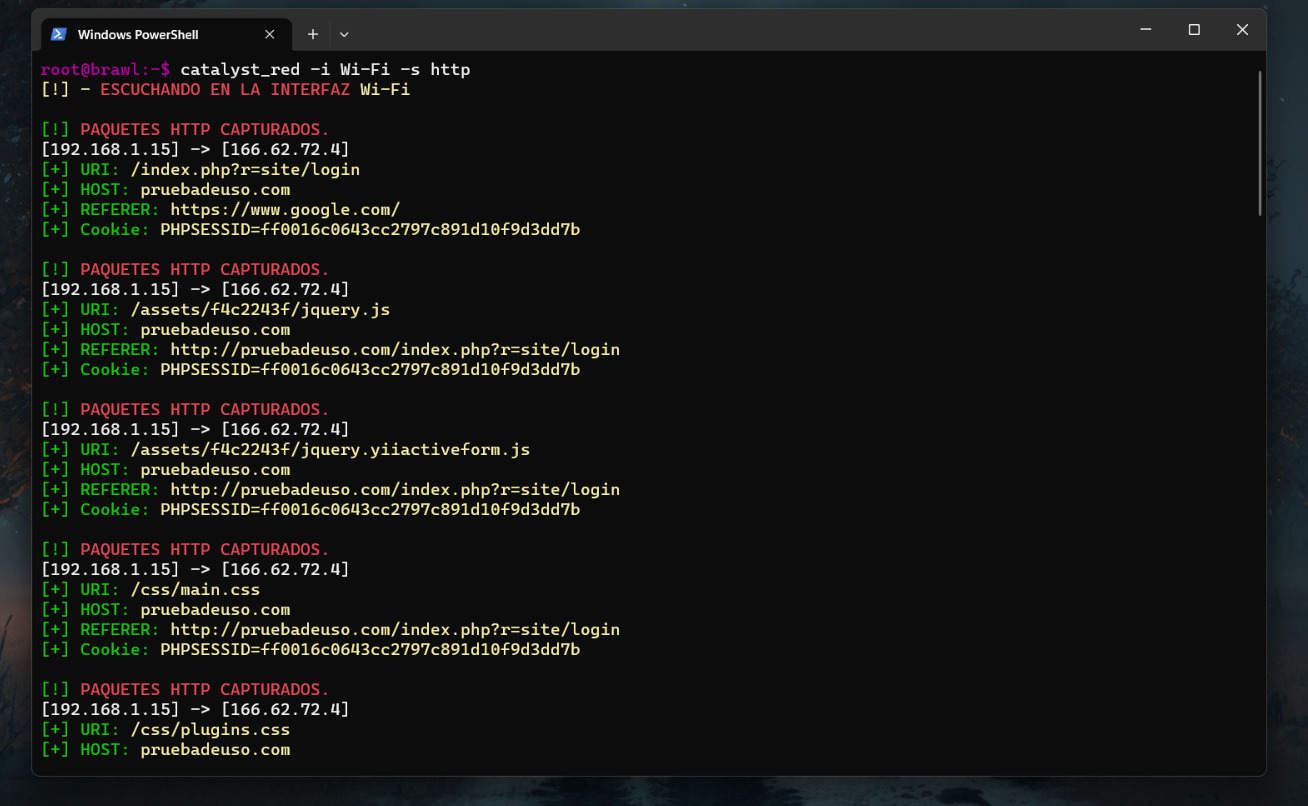 Windows PowerShell
root@brawl:~$ catalyst_red -i Wi-Fi -s http
[!] - ESCUCHANDO EN LA INTERFAZ Wi-Fi
[!] PAQUETES HTTP CAPTURADOS.
[192.168.1.15] -> [166.62.72.4]
[+] URI: /index.php?r=site/login
[+] HOST: pruebadeuso.com
[+] REFERER: https://www.google.com/
[+] Cookie: PHPSESSID=ff0016c0643cc2797c891d10f9d3dd7b
[!] PAQUETES HTTP CAPTURADOS.
[192.168.1.15] -> [166.62.72.4]
[+] URI: /assets/f4c2243f/jquery.js
[+] HOST: pruebadeuso.com
[+] REFERER: http://pruebadeuso.com/index.php?r=site/login
[+] Cookie: PHPSESSID=ff0016c0643cc2797c891d10f9d3dd7b
[!] PAQUETES HTTP CAPTURADOS.
[192.168.1.15] -> [166.62.72.4]
[+] URI: /assets/f4c2243f/jquery.yiiactiveform.js
[+] HOST: pruebadeuso.com
[+] REFERER: http://pruebadeuso.com/index.php?r=site/login
[+] Cookie: PHPSESSID=ff0016c0643cc2797c891d10f9d3dd7b
[!] PAQUETES HTTP CAPTURADOS.
[192.168.1.15] -> [166.62.72.4]
[+] URI: /css/main.css
[+] HOST: pruebadeuso.com
[+] REFERER: http://pruebadeuso.com/index.php?r=site/login
[+] Cookie: PHPSESSID=ff0016c0643cc2797c891d10f9d3dd7b
[!] PAQUETES HTTP CAPTURADOS.
[192.168.1.15] -> [166.62.72.4]
[+] URI: /css/plugins.css
[+] HOST: pruebadeuso.com